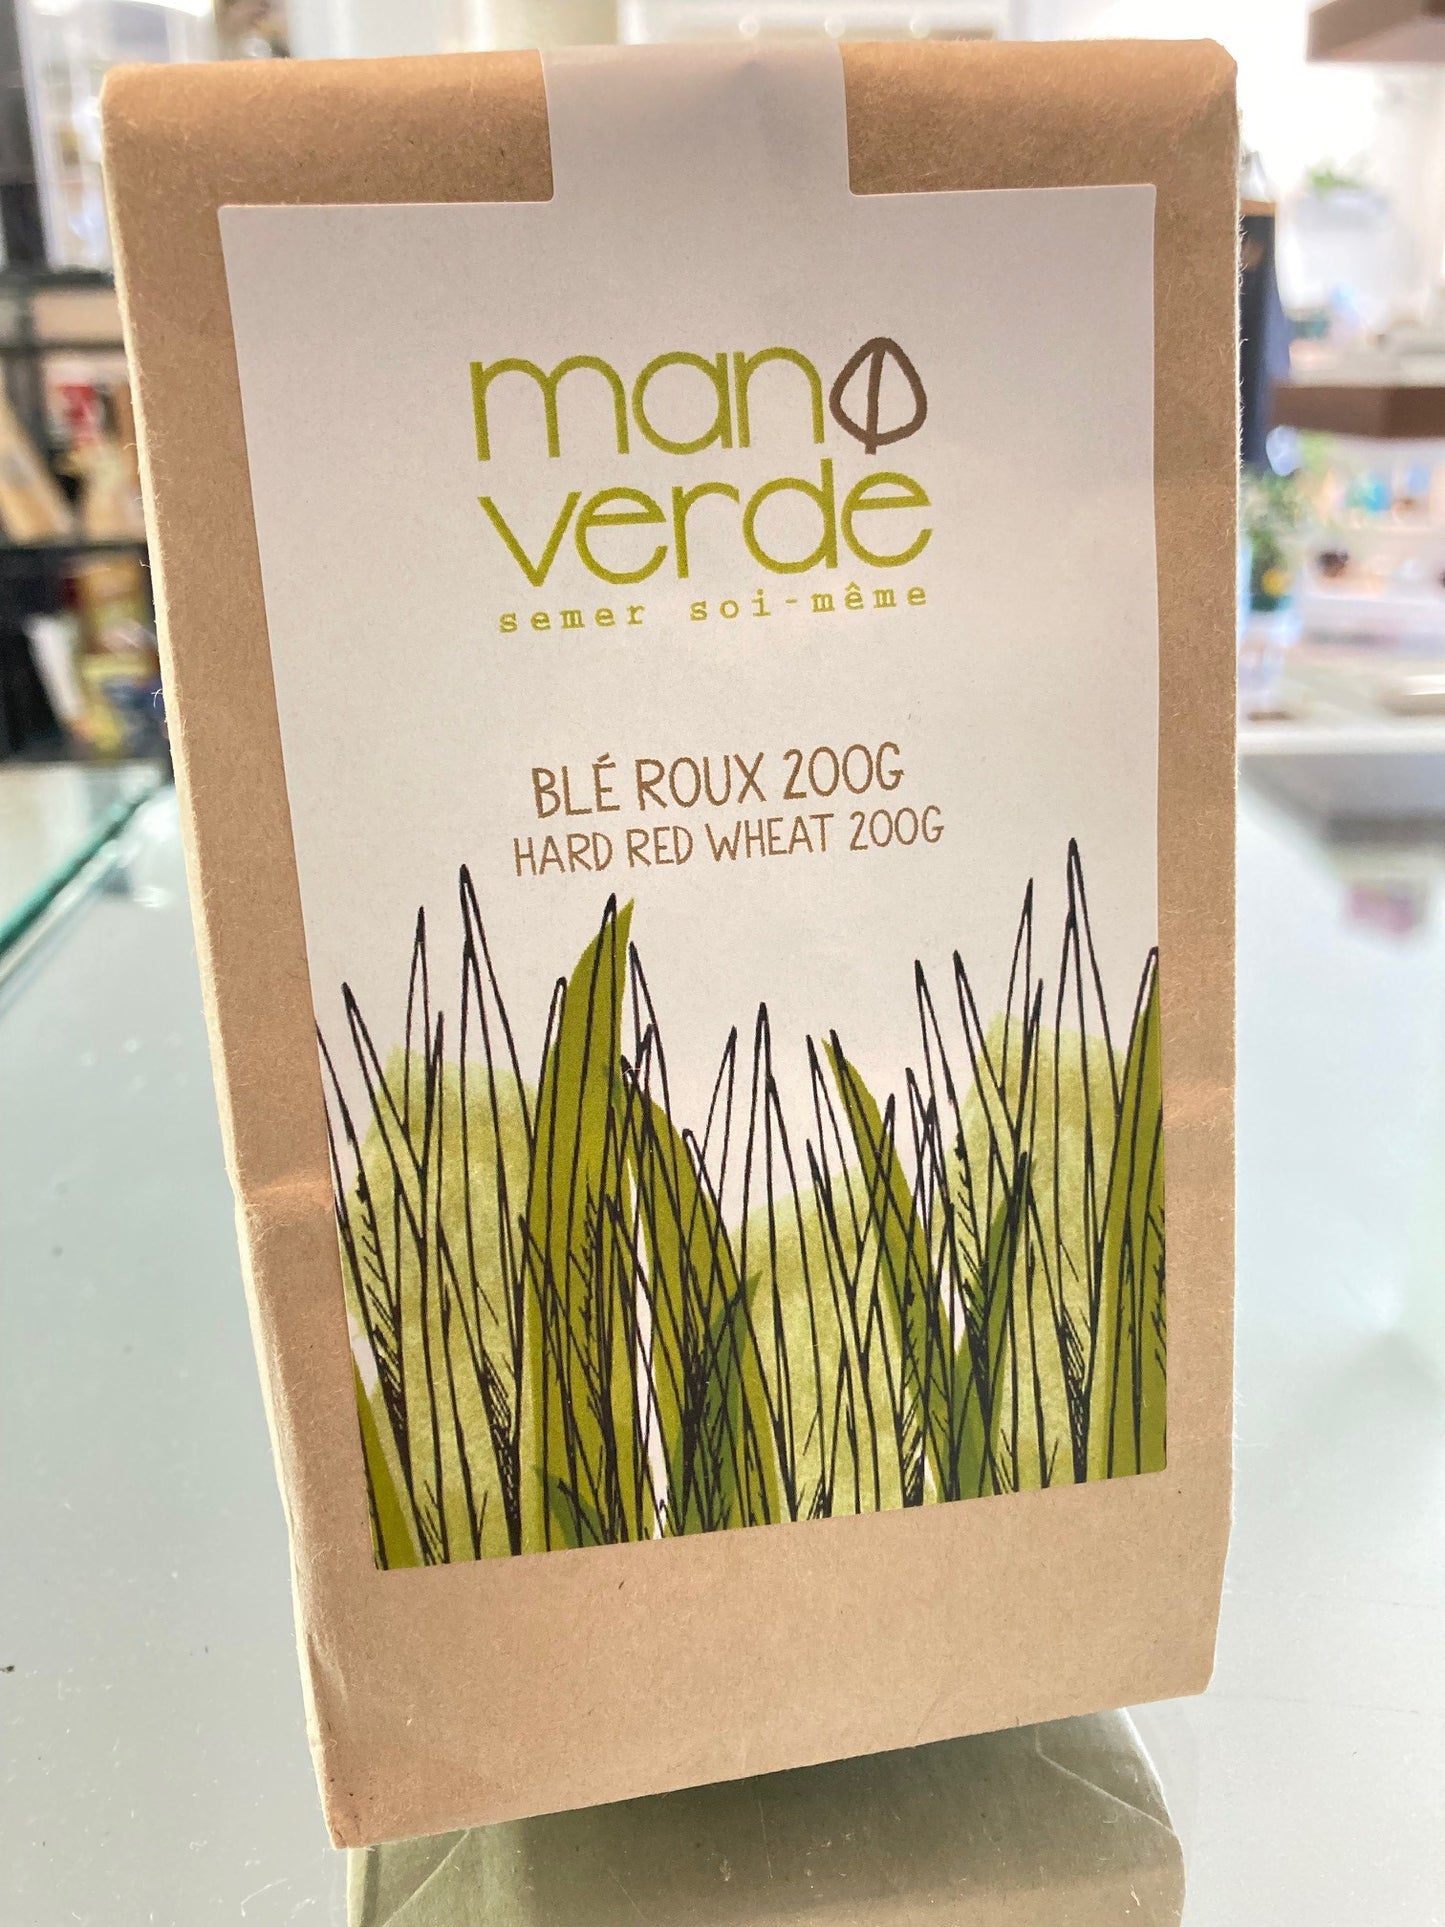 mano
verde
semer soi-même
BLÉ ROUX 200G
HARD RED WHEAT 200G